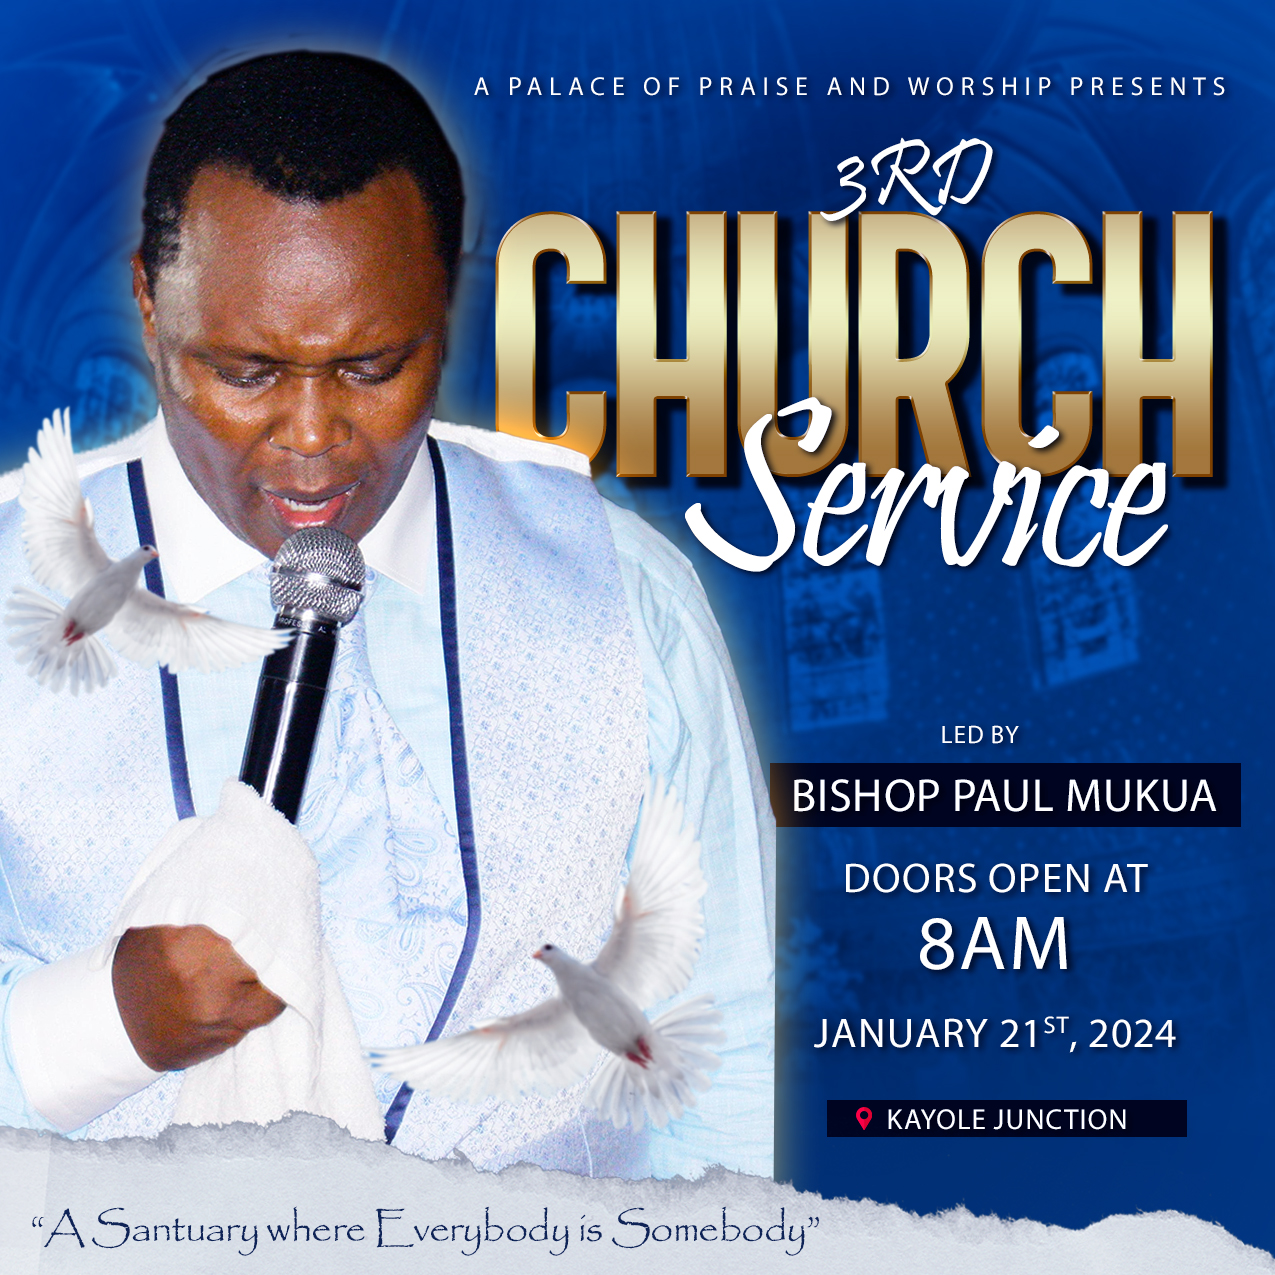 A PALACE OF PRAISE AND WORSHIP PRESENTS
3RD
CHURCH
Service
LED BY
BISHOP PAUL MUKUA
DOORS OPEN AT
8AM
JANUARY 21ST, 2024
KAYOLE JUNCTION
“A Santuary where Everybody is Somebody”